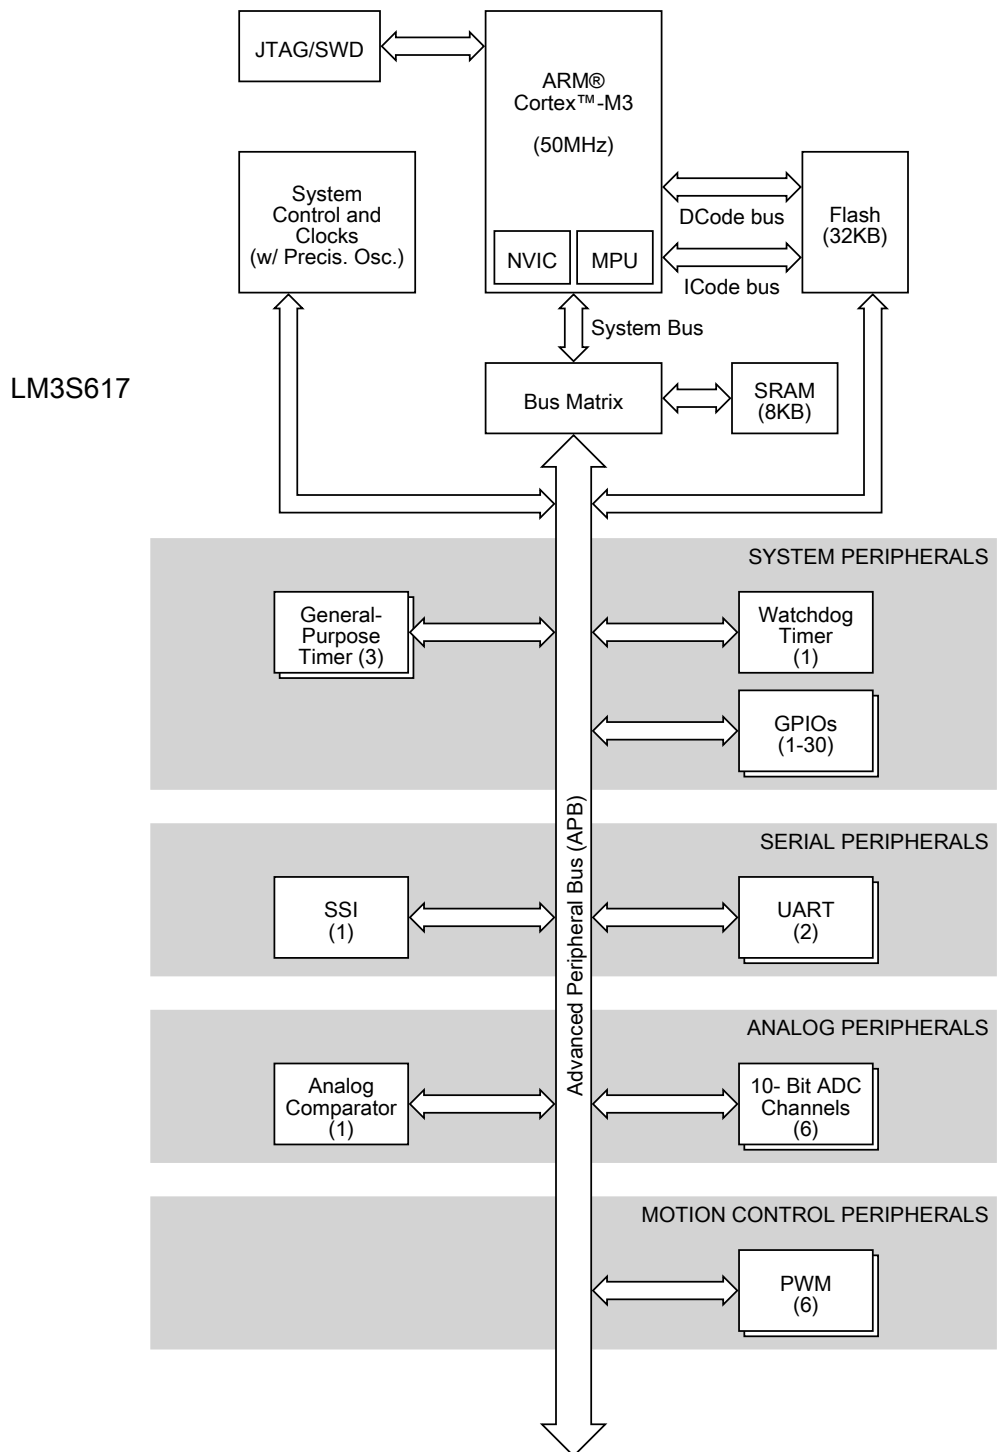 JTAG/SWD
ARM®
Cortex™-M3
(50MHz)
System
Control and
Clocks
(w/ Precis. Osc.)
DCode bus
Flash
(32KB)
NVIC
MPU
ICode bus
System Bus
LM3S617
Bus Matrix
SRAM
(8KB)
SYSTEM PERIPHERALS
General-
Purpose
Timer (3)
Watchdog
Timer
(1)
GPIOs
(1-30)
Advanced Peripheral Bus (APB)
SERIAL PERIPHERALS
SSI
(1)
UART
(2)
ANALOG PERIPHERALS
Analog
Comparator
(1)
10- Bit ADC
Channels
(6)
MOTION CONTROL PERIPHERALS
PWM
(6)